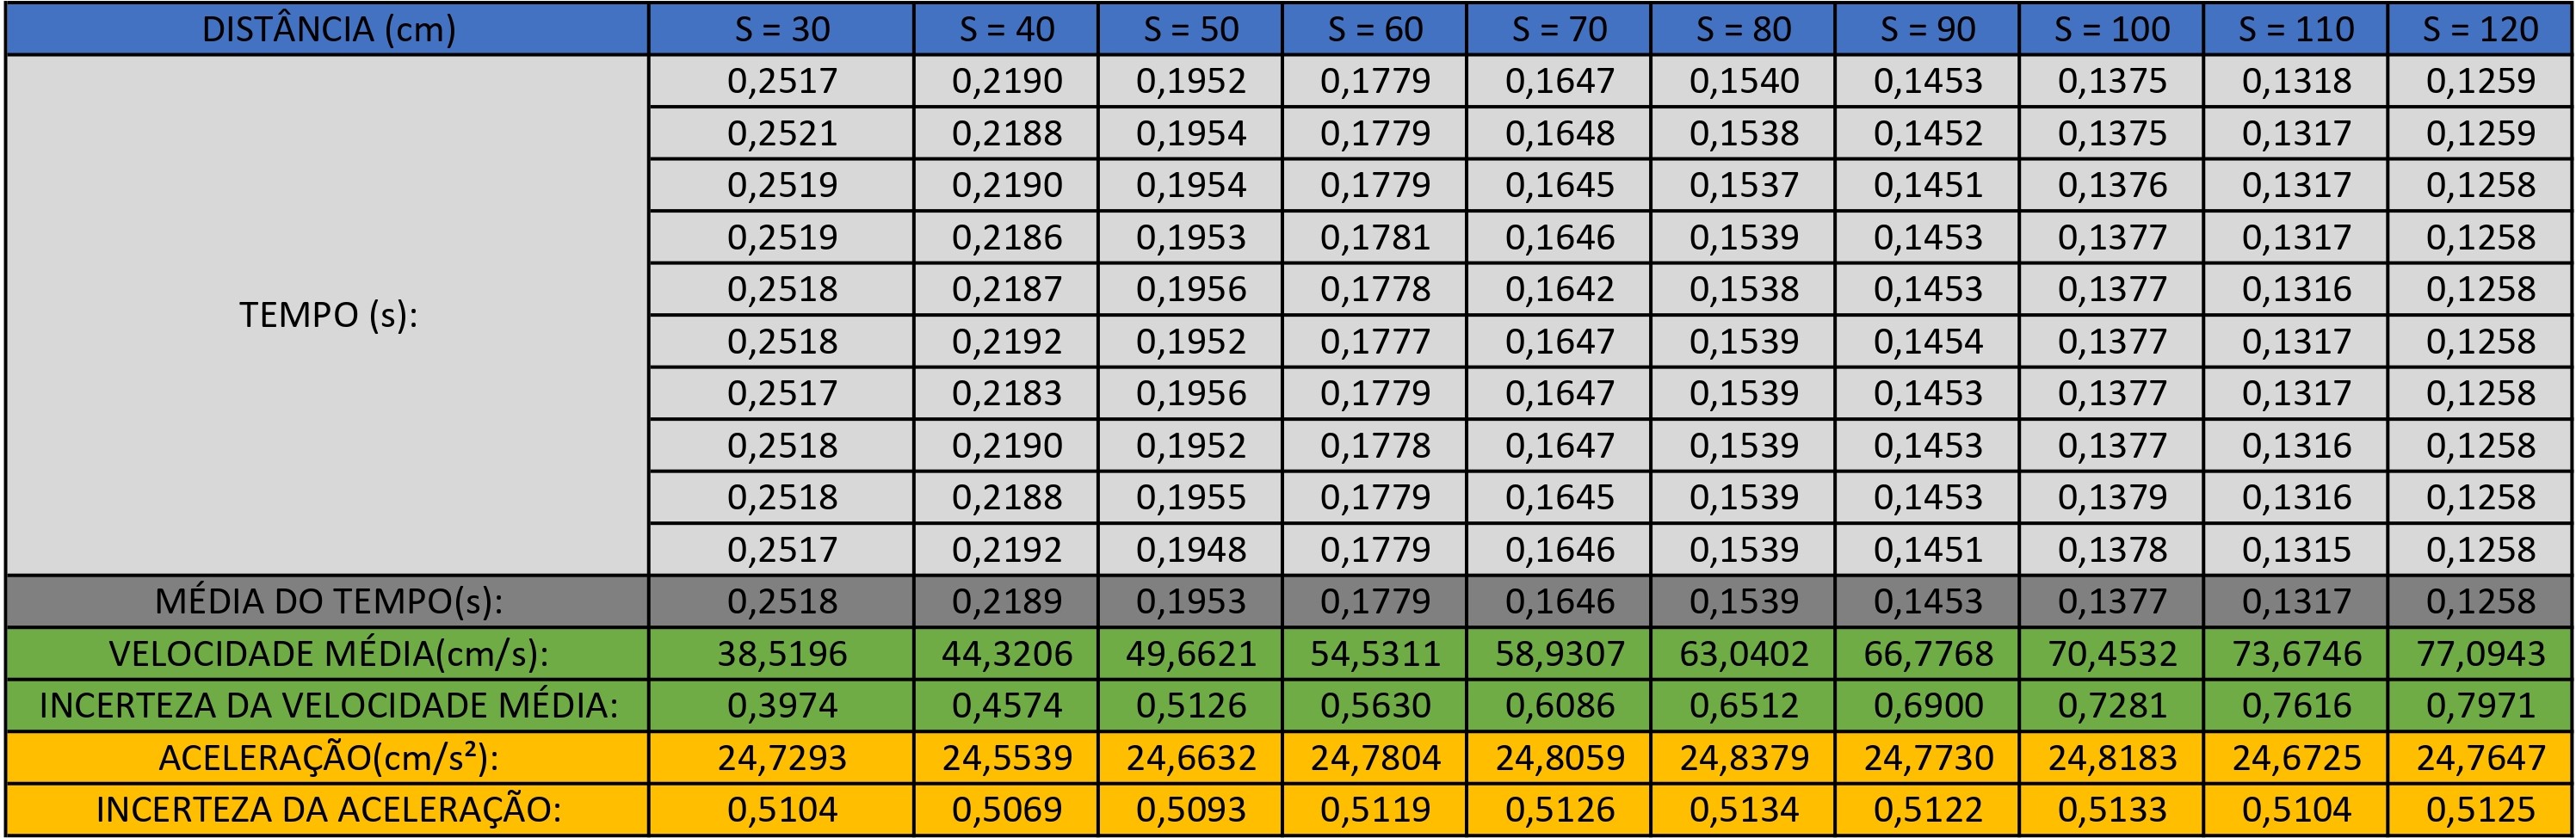 DISTÂNCIA (cm) S = 30 S = 40 S = 50 S = 60 S = 70 S = 80 S = 90 S = 100 S = 110 S = 120
TEMPO (s):
0,2517 0,2190 0,1952 0,1779 0,1647 0,1540 0,1453 0,1375 0,1318 0,1259
0,2521 0,2188 0,1954 0,1779 0,1648 0,1538 0,1452 0,1375 0,1317 0,1259
0,2519 0,2190 0,1954 0,1779 0,1645 0,1537 0,1451 0,1376 0,1317 0,1258
0,2519 0,2186 0,1953 0,1781 0,1646 0,1539 0,1453 0,1377 0,1317 0,1258
0,2518 0,2187 0,1956 0,1778 0,1642 0,1538 0,1453 0,1377 0,1316 0,1258
0,2518 0,2192 0,1952 0,1777 0,1647 0,1539 0,1454 0,1377 0,1317 0,1258
0,2517 0,2183 0,1956 0,1779 0,1647 0,1539 0,1453 0,1377 0,1317 0,1258
0,2518 0,2190 0,1952 0,1778 0,1647 0,1539 0,1453 0,1377 0,1316 0,1258
0,2518 0,2188 0,1955 0,1779 0,1645 0,1539 0,1453 0,1379 0,1316 0,1258
0,2517 0,2192 0,1948 0,1779 0,1646 0,1539 0,1451 0,1378 0,1315 0,1258
MÉDIA DO TEMPO(s): 0,2518 0,2189 0,1953 0,1779 0,1646 0,1539 0,1453 0,1377 0,1317 0,1258
VELOCIDADE MÉDIA(cm/s): 38,5196 44,3206 49,6621 54,5311 58,9307 63,0402 66,7768 70,4532 73,6746 77,0943
INCERTEZA DA VELOCIDADE MÉDIA: 0,3974 0,4574 0,5126 0,5630 0,6086 0,6512 0,6900 0,7281 0,7616 0,7971
ACELERAÇÃO(cm/s²): 24,7293 24,5539 24,6632 24,7804 24,8059 24,8379 24,7730 24,8183 24,6725 24,7647
INCERTEZA DA ACELERAÇÃO: 0,5104 0,5069 0,5093 0,5119 0,5126 0,5134 0,5122 0,5133 0,5104 0,5125